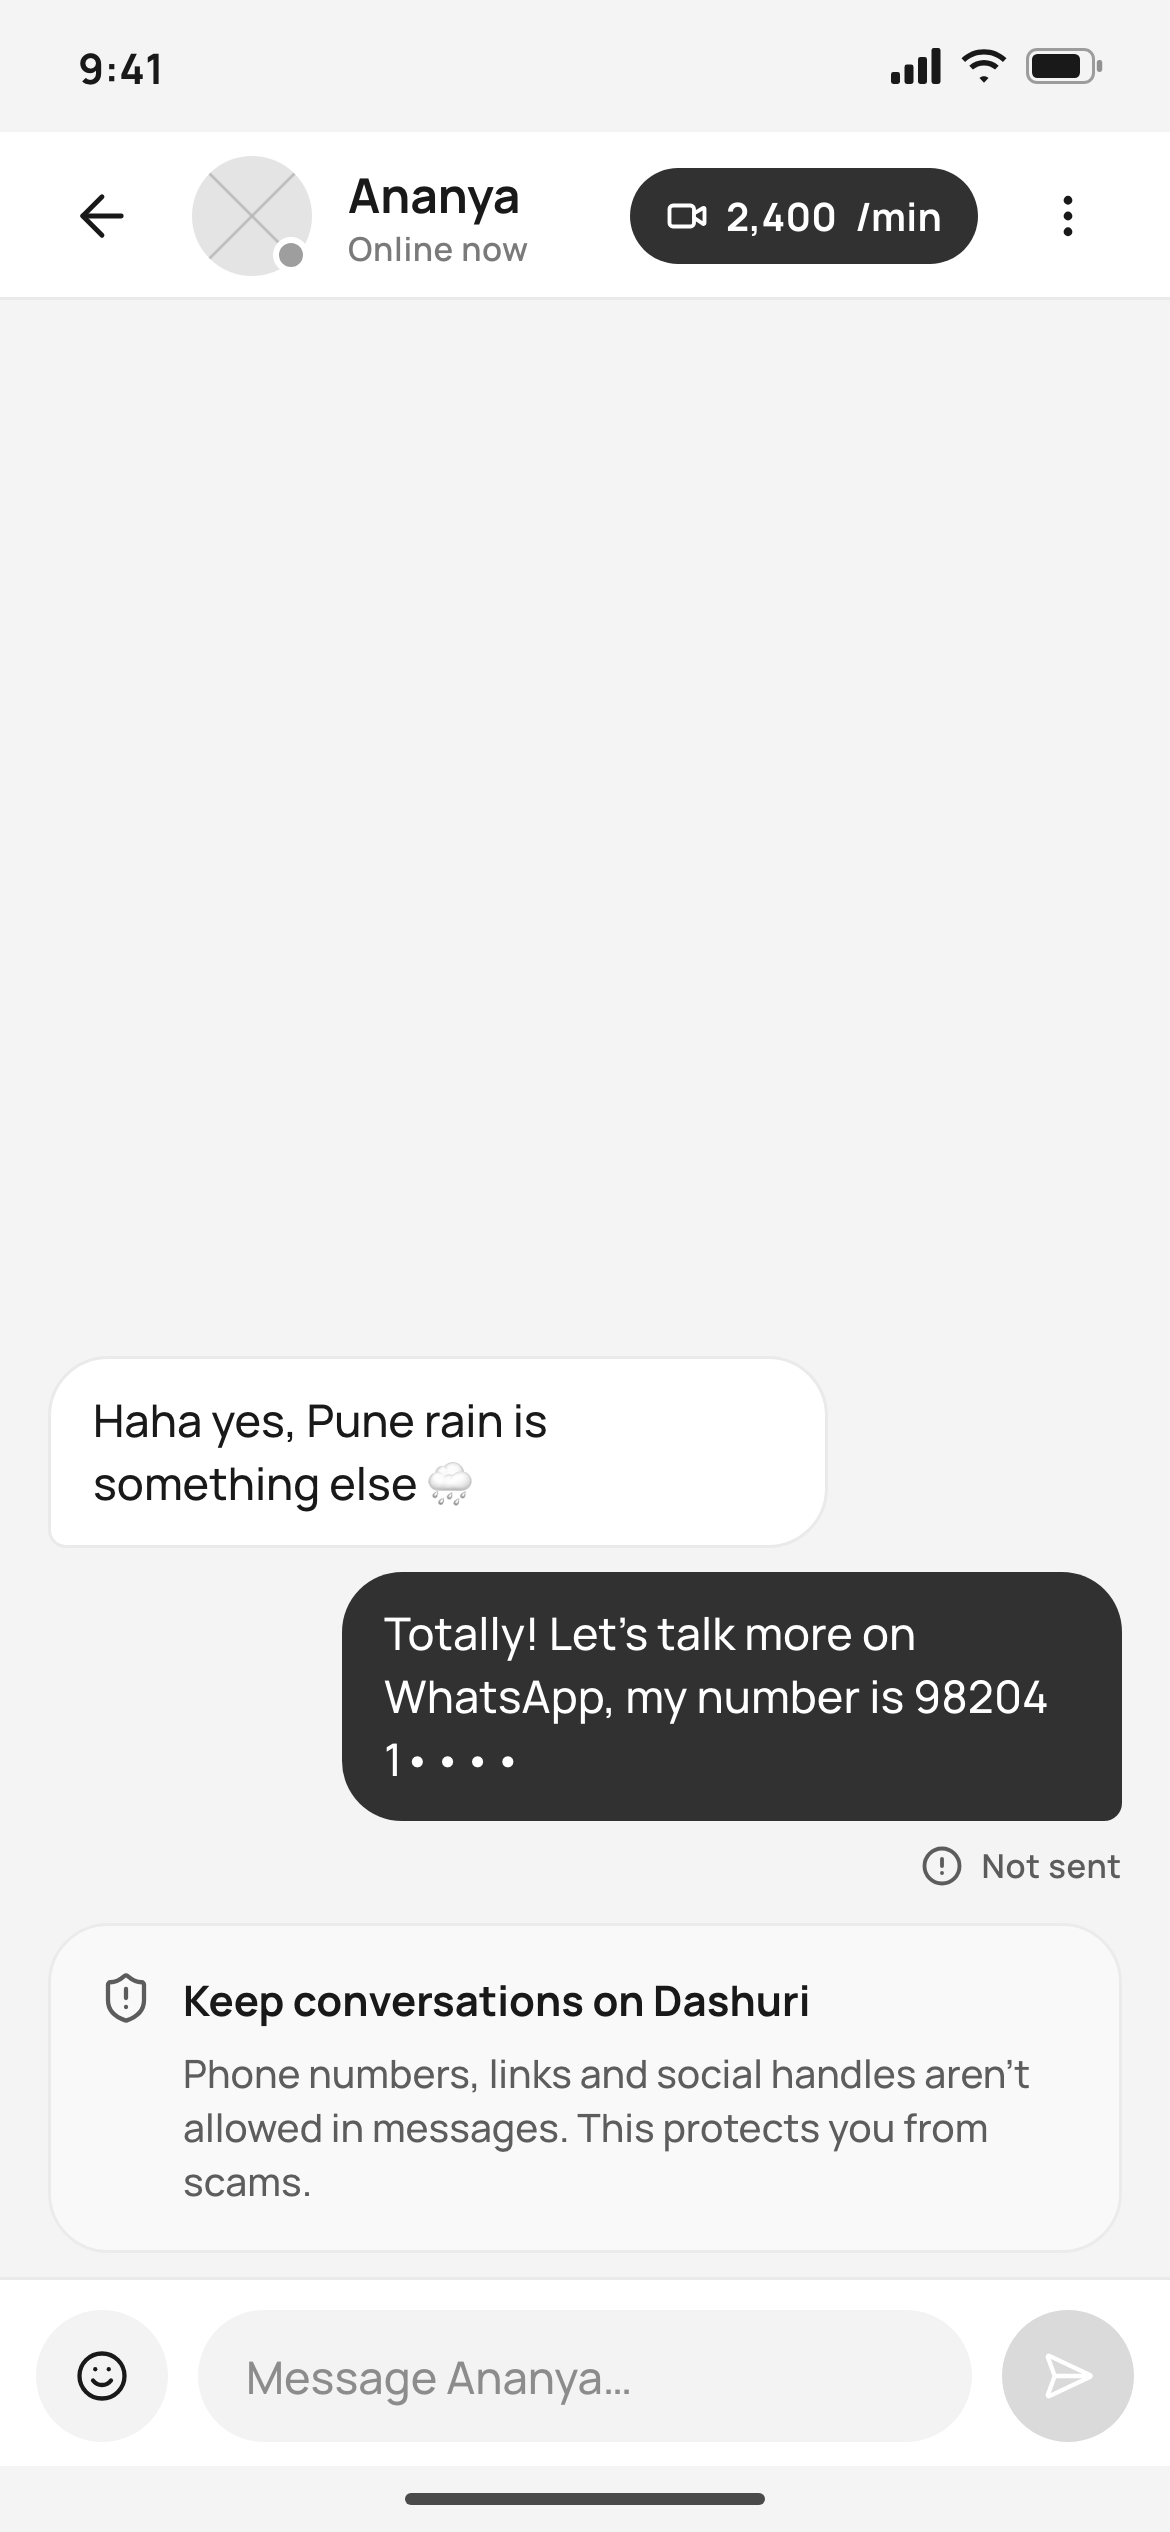 9:41
Ananya
Online now
2,400 /min
Haha yes, Pune rain is
something else 🌧️
Totally! Let’s talk more on
WhatsApp, my number is 98204
1••••
Not sent
Keep conversations on Dashuri
Phone numbers, links and social handles aren’t
allowed in messages. This protects you from
scams.
Message Ananya…